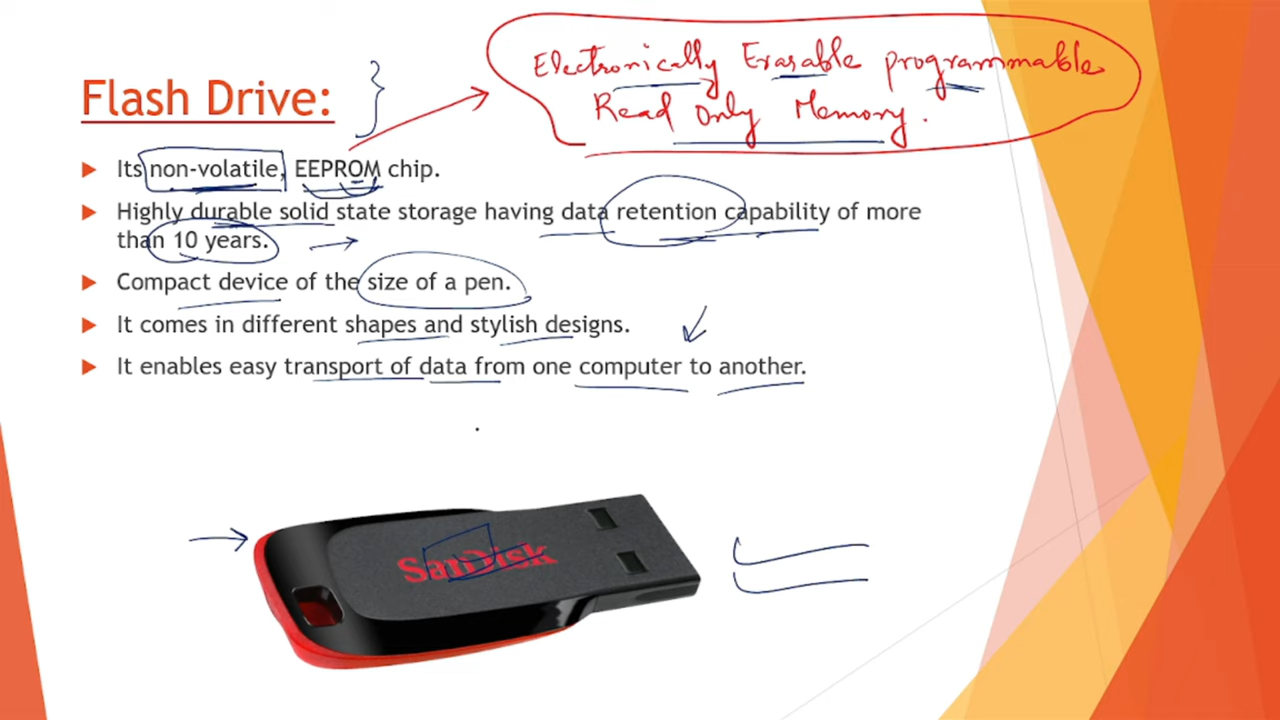 Electronically Erasable programmable
Read Only Memory.
Flash Drive:
Its non-volatile, EEPROM chip.
Highly durable solid state storage having data retention capability of more
than 10 years.
Compact device of the size of a pen.
It comes in different shapes and stylish designs.
It enables easy transport of data from one computer to another.
SanDisk